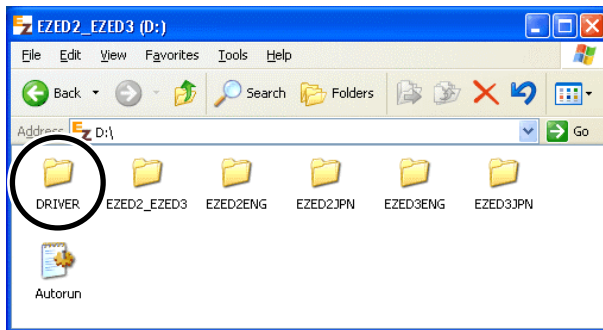 EZED2_EZED3 (D:)
File Edit View Favorites Tools Help
Back Search Folders
Address D:\ Go
DRIVER EZED2_EZED3 EZED2ENG EZED2JPN EZED3ENG EZED3JPN
Autorun